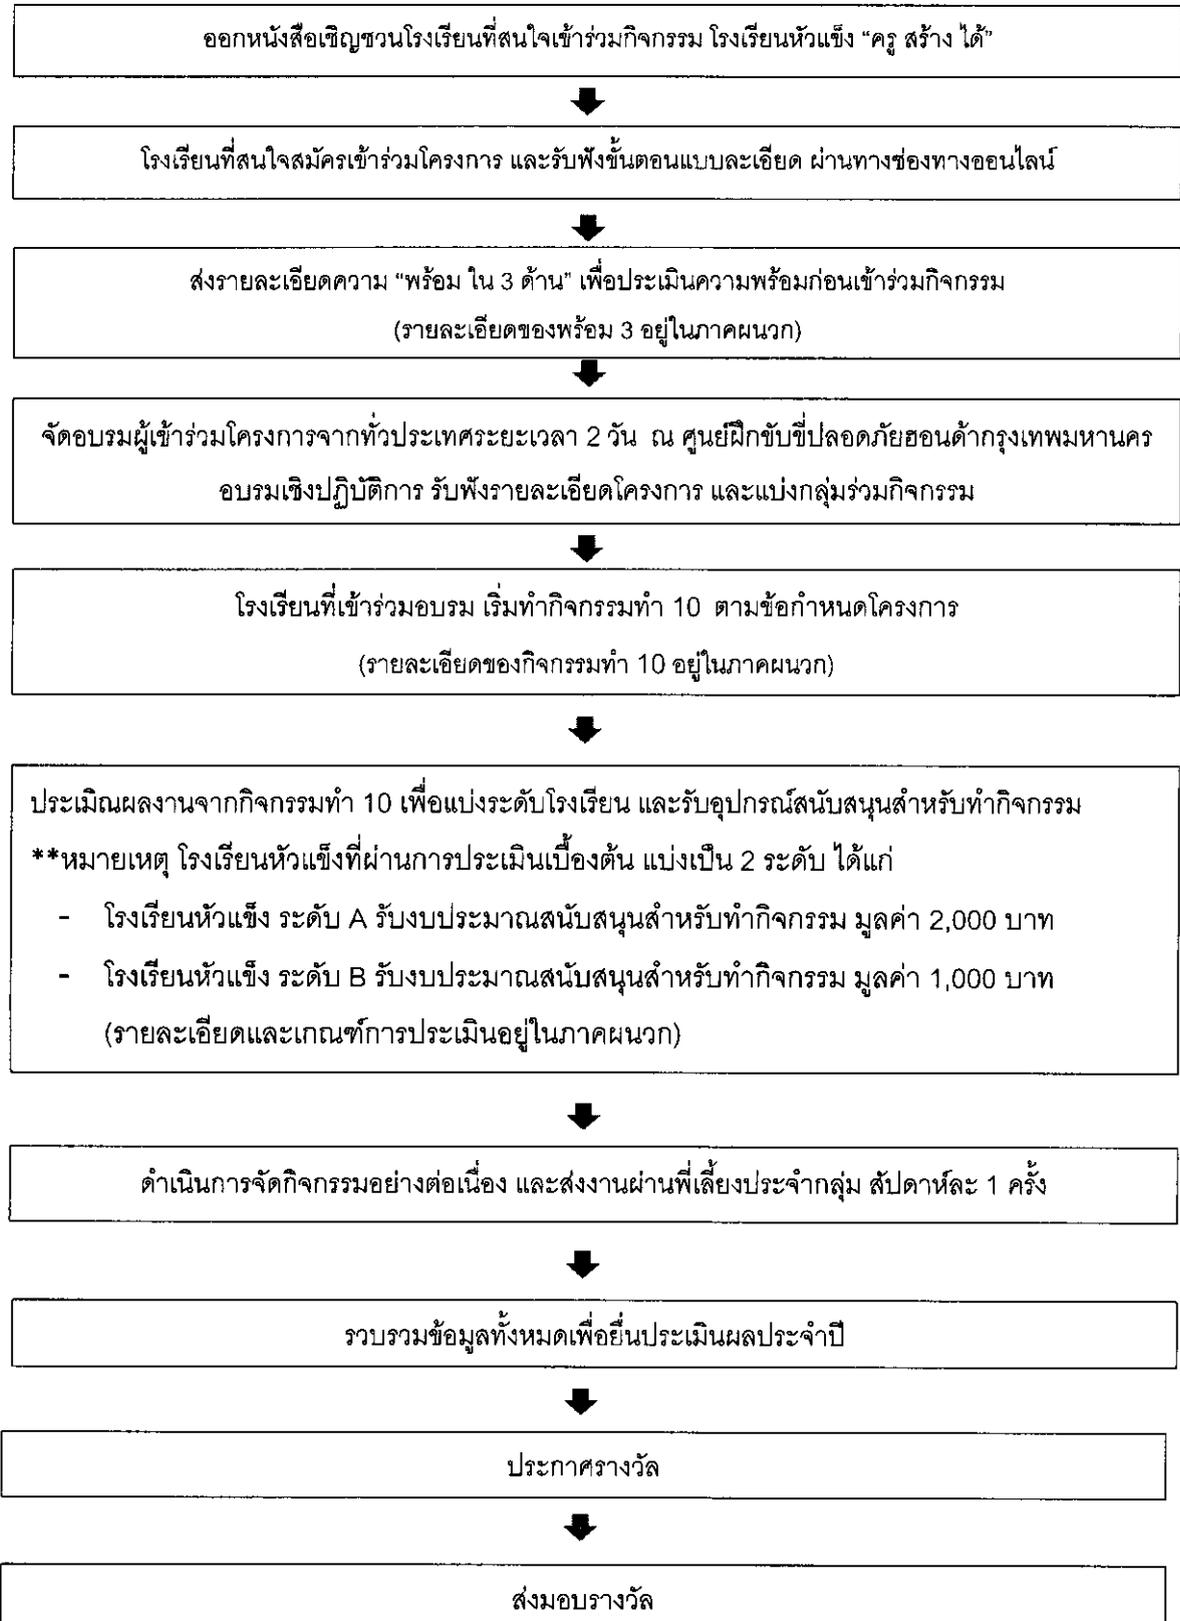 ออกหนังสือเชิญชวนโรงเรียนที่สนใจเข้าร่วมกิจกรรม โรงเรียนหัวแข็ง “ครู สร้าง ได้”
โรงเรียนที่สนใจสมัครเข้าร่วมโครงการ และรับฟังขั้นตอนแบบละเอียด ผ่านทางช่องทางออนไลน์
ส่งรายละเอียดความ “พร้อม ใน 3 ด้าน” เพื่อประเมินความพร้อมก่อนเข้าร่วมกิจกรรม
(รายละเอียดของพร้อม 3 อยู่ในภาคผนวก)
จัดอบรมผู้เข้าร่วมโครงการจากทั่วประเทศระยะเวลา 2 วัน ณ ศูนย์ฝึกขับขี่ปลอดภัยฮอนด้ากรุงเทพมหานคร
อบรมเชิงปฏิบัติการ รับฟังรายละเอียดโครงการ และแบ่งกลุ่มร่วมกิจกรรม
โรงเรียนที่เข้าร่วมอบรม เริ่มทำกิจกรรมทำ 10 ตามข้อกำหนดโครงการ
(รายละเอียดของกิจกรรมทำ 10 อยู่ในภาคผนวก)
ประเมิณผลงานจากกิจกรรมทำ 10 เพื่อแบ่งระดับโรงเรียน และรับอุปกรณ์สนับสนุนสำหรับทำกิจกรรม
**หมายเหตุ โรงเรียนหัวแข็งที่ผ่านการประเมินเบื้องต้น แบ่งเป็น 2 ระดับ ได้แก่
- โรงเรียนหัวแข็ง ระดับ A รับงบประมาณสนับสนุนสำหรับทำกิจกรรม มูลค่า 2,000 บาท
- โรงเรียนหัวแข็ง ระดับ B รับงบประมาณสนับสนุนสำหรับทำกิจกรรม มูลค่า 1,000 บาท
(รายละเอียดและเกณฑ์การประเมินอยู่ในภาคผนวก)
ดำเนินการจัดกิจกรรมอย่างต่อเนื่อง และส่งงานผ่านพี่เลี้ยงประจำกลุ่ม สัปดาห์ละ 1 ครั้ง
รวบรวมข้อมูลทั้งหมดเพื่อยื่นประเมินผลประจำปี
ประกาศรางวัล
ส่งมอบรางวัล